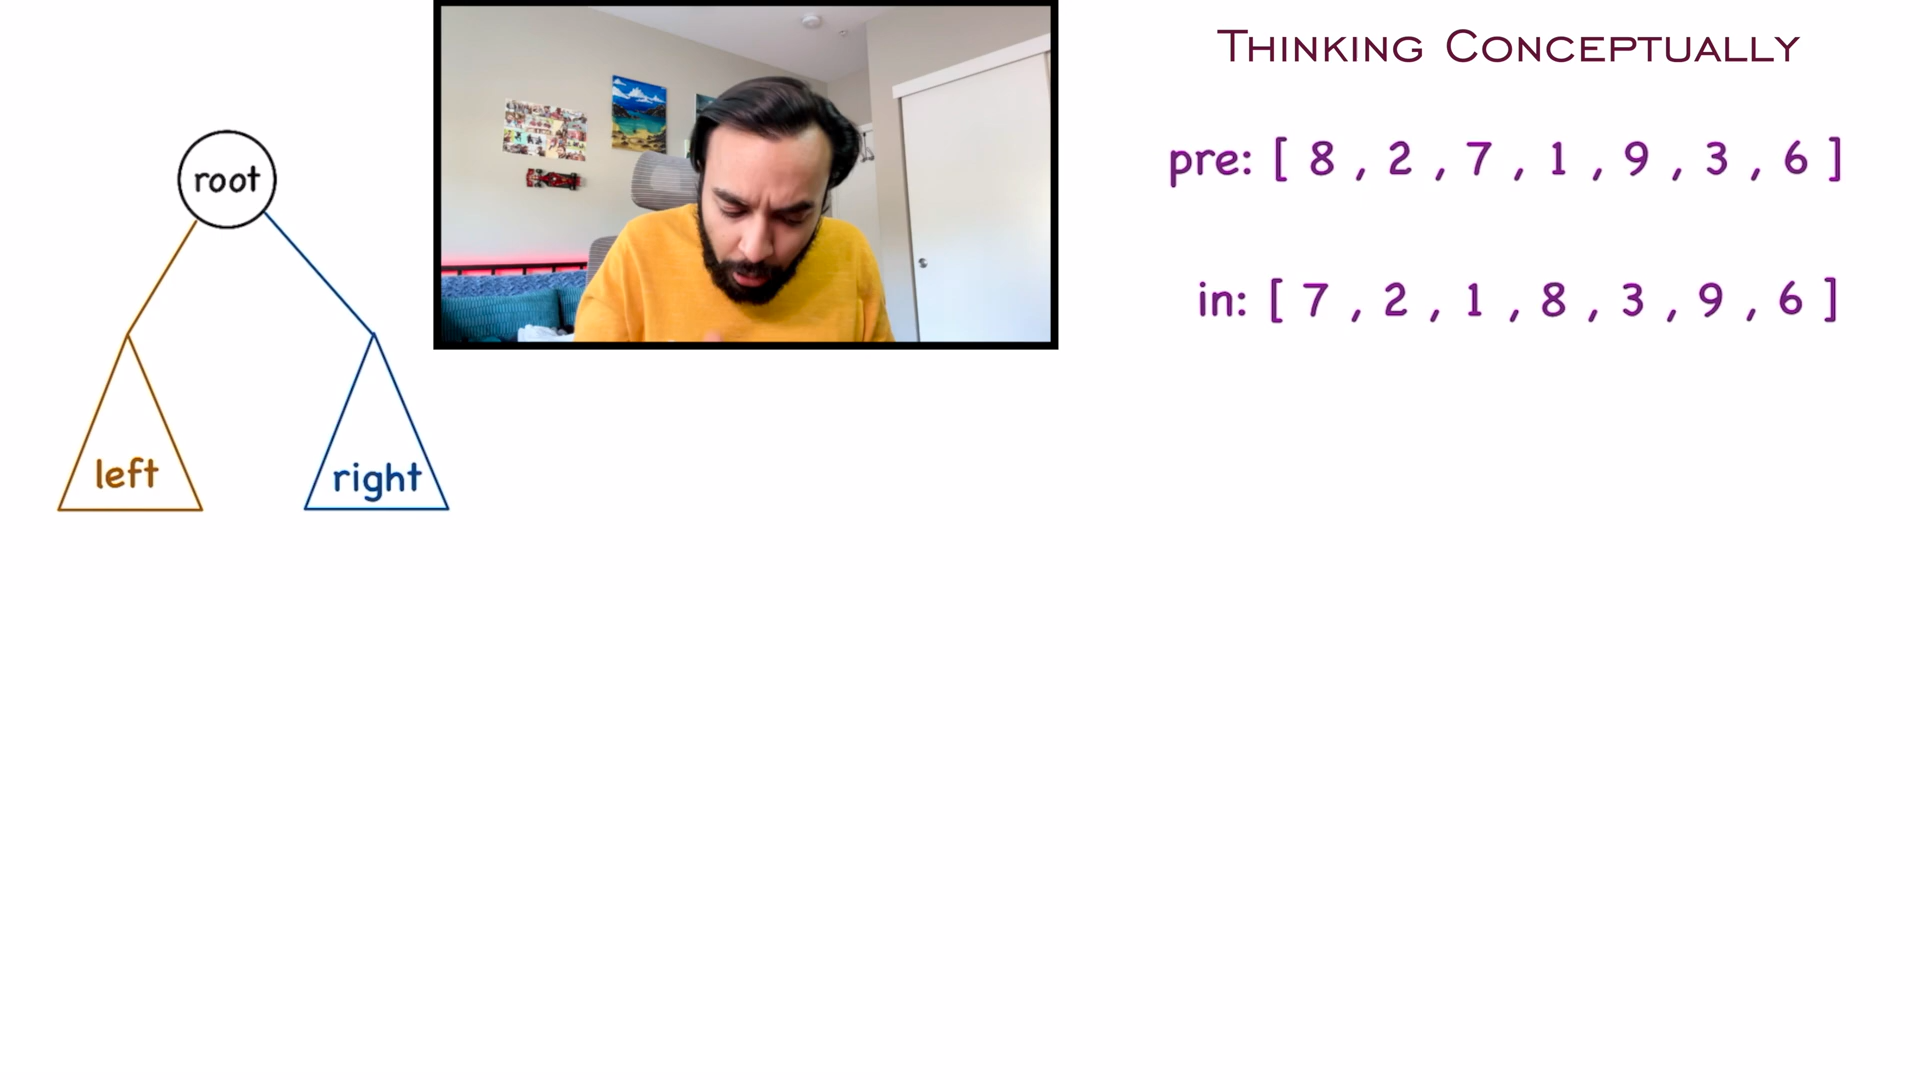 THINKING CONCEPTUALLY
pre: [ 8 , 2 , 7 , 1 , 9 , 3 , 6 ]
in: [ 7 , 2 , 1 , 8 , 3 , 9 , 6 ]
root
left
right